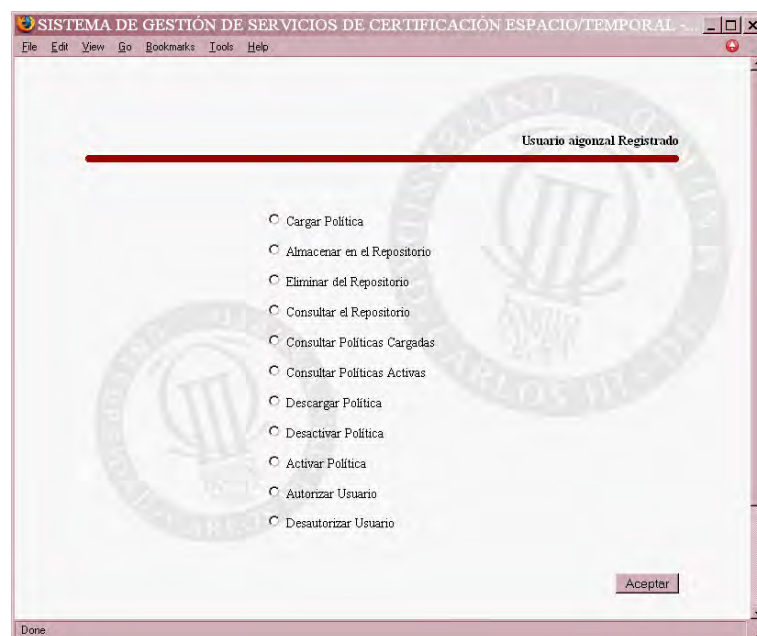 SISTEMA DE GESTIÓN DE SERVICIOS DE CERTIFICACIÓN ESPACIO/TEMPORAL -...
File Edit View Go Bookmarks Tools Help
Usuario aigonzal Registrado
Cargar Política
Almacenar en el Repositorio
Eliminar del Repositorio
Consultar el Repositorio
Consultar Políticas Cargadas
Consultar Políticas Activas
Descargar Política
Desactivar Política
Activar Política
Autorizar Usuario
Desautorizar Usuario
Aceptar
Done